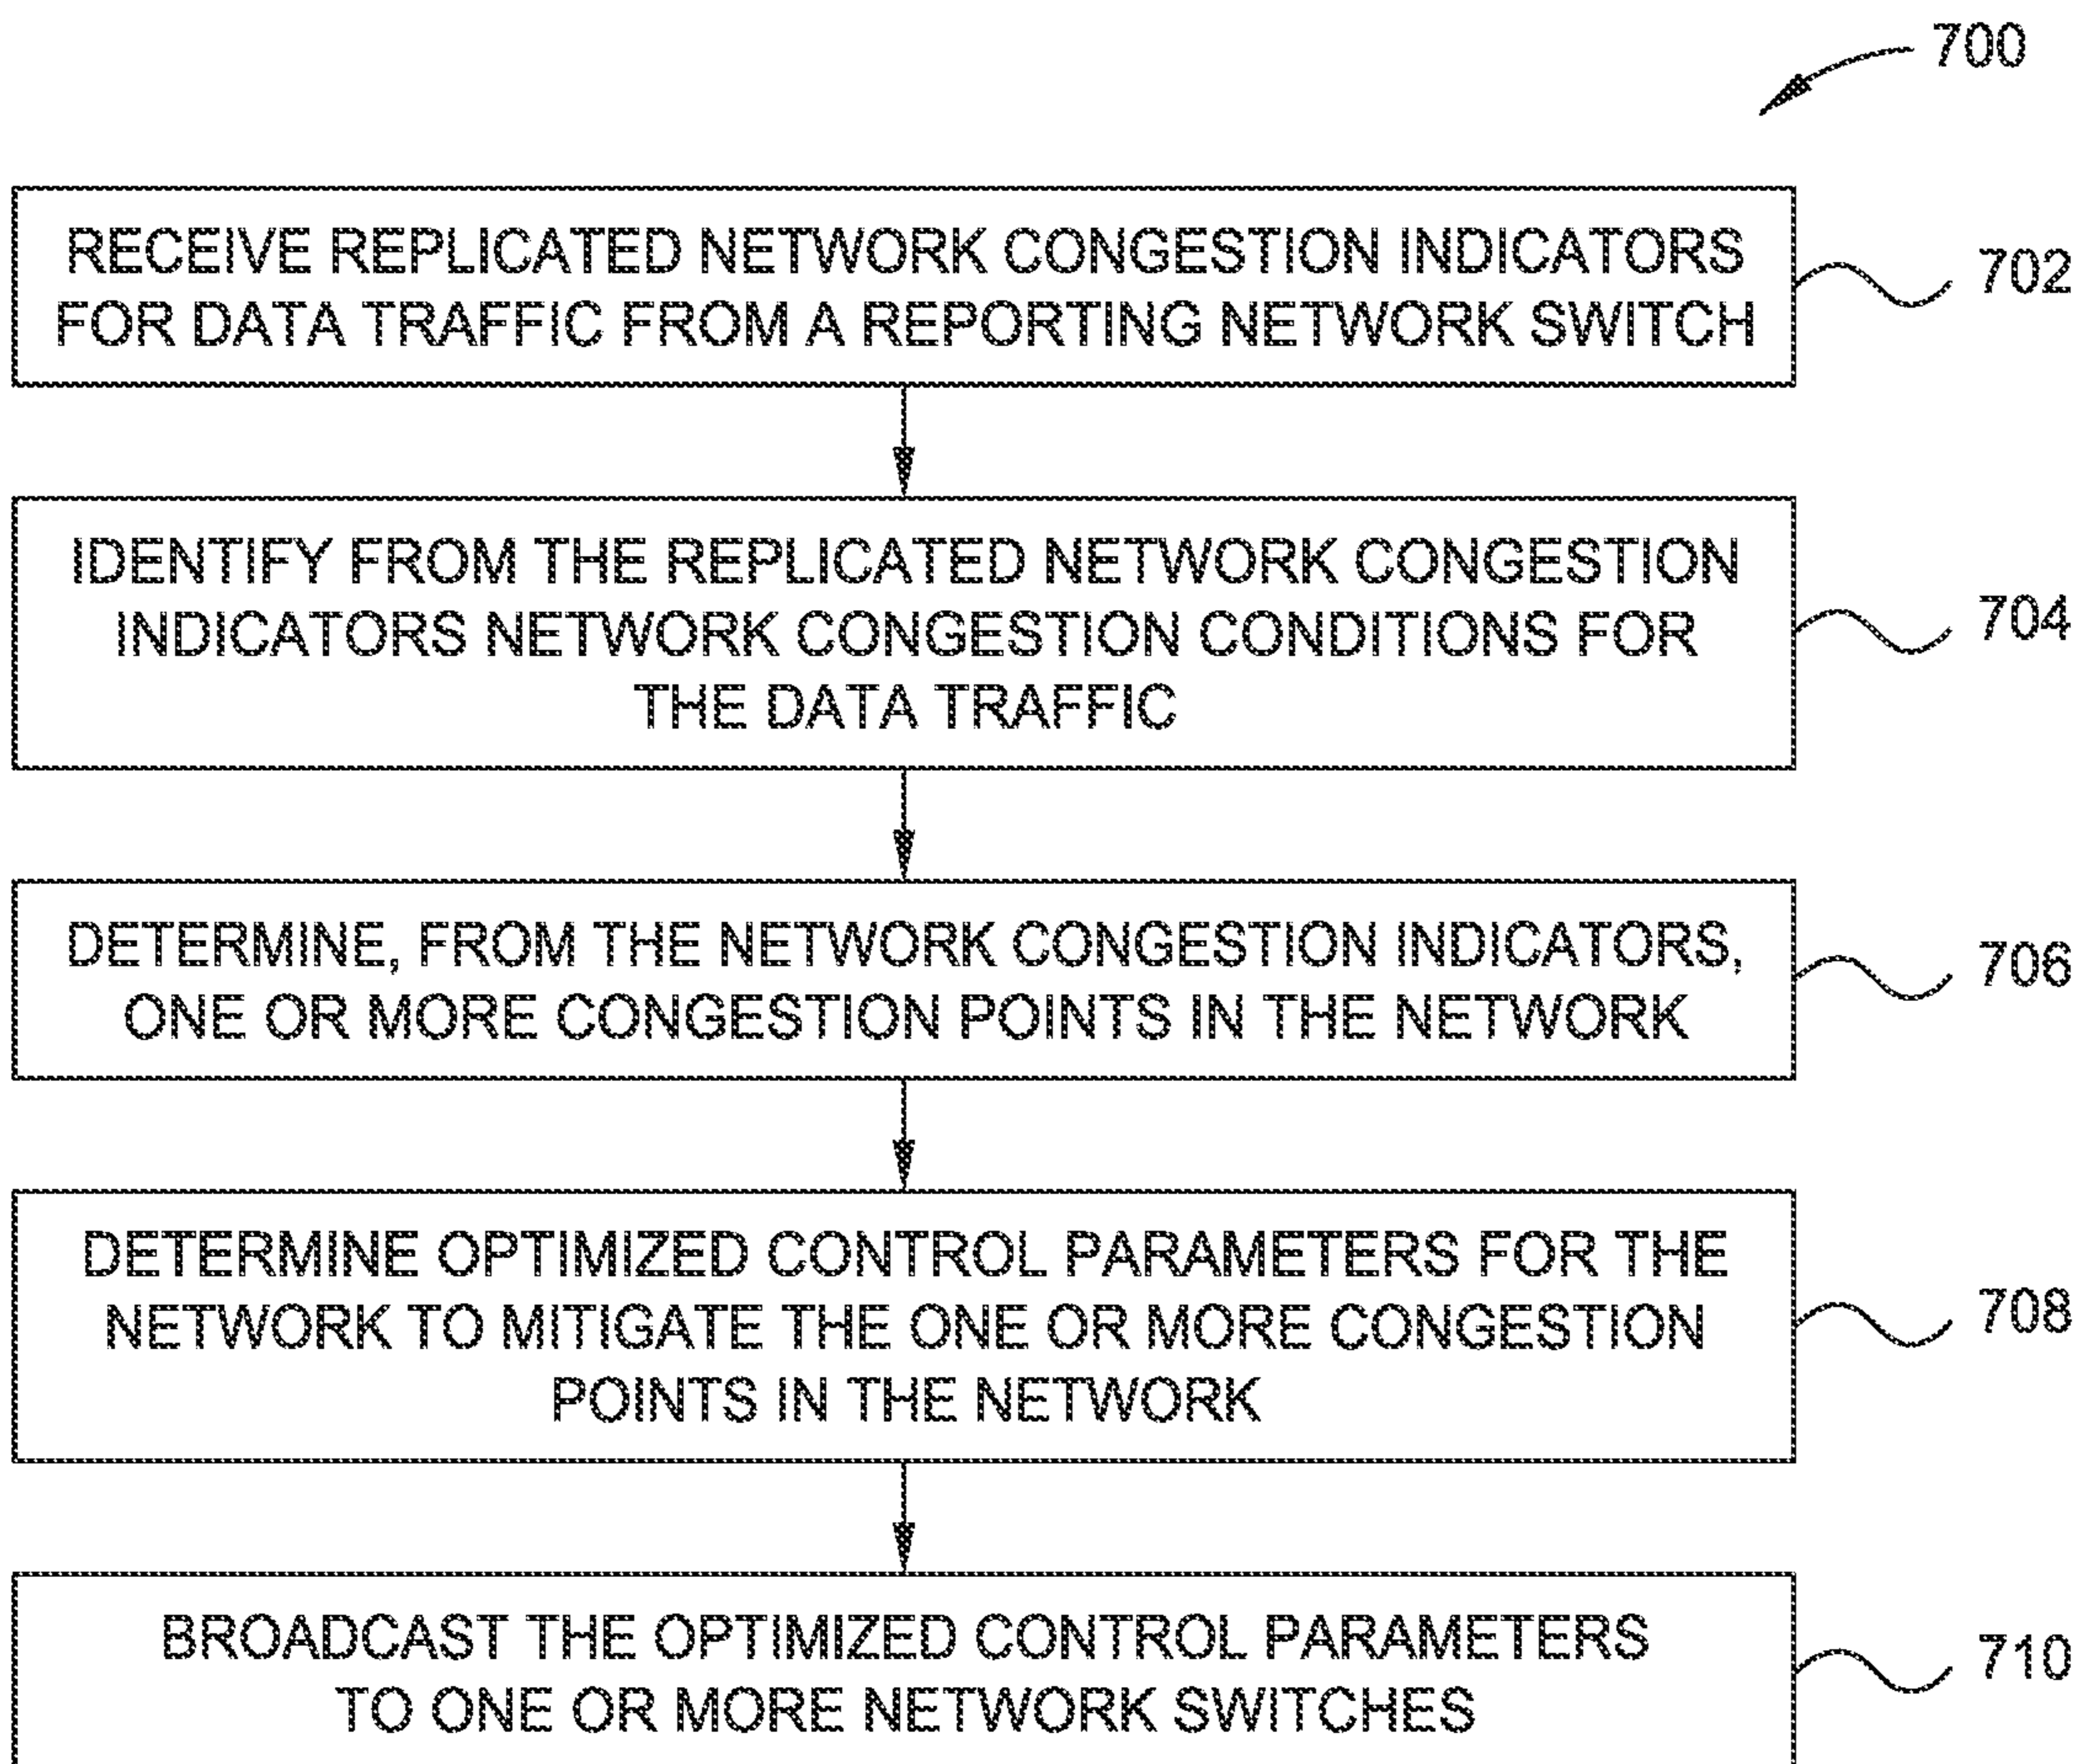 700
RECEIVE REPLICATED NETWORK CONGESTION INDICATORS
FOR DATA TRAFFIC FROM A REPORTING NETWORK SWITCH
702
IDENTIFY FROM THE REPLICATED NETWORK CONGESTION
INDICATORS NETWORK CONGESTION CONDITIONS FOR
THE DATA TRAFFIC
704
DETERMINE, FROM THE NETWORK CONGESTION INDICATORS,
ONE OR MORE CONGESTION POINTS IN THE NETWORK
706
DETERMINE OPTIMIZED CONTROL PARAMETERS FOR THE
NETWORK TO MITIGATE THE ONE OR MORE CONGESTION
POINTS IN THE NETWORK
708
BROADCAST THE OPTIMIZED CONTROL PARAMETERS
TO ONE OR MORE NETWORK SWITCHES
710